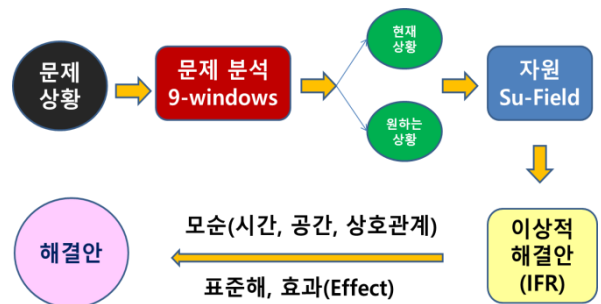 문제
상황
문제 분석
9-windows
현재
상황
원하는
상황
자원
Su-Field
이상적
해결안
(IFR)
모순(시간, 공간, 상호관계)
표준해, 효과(Effect)
해결안